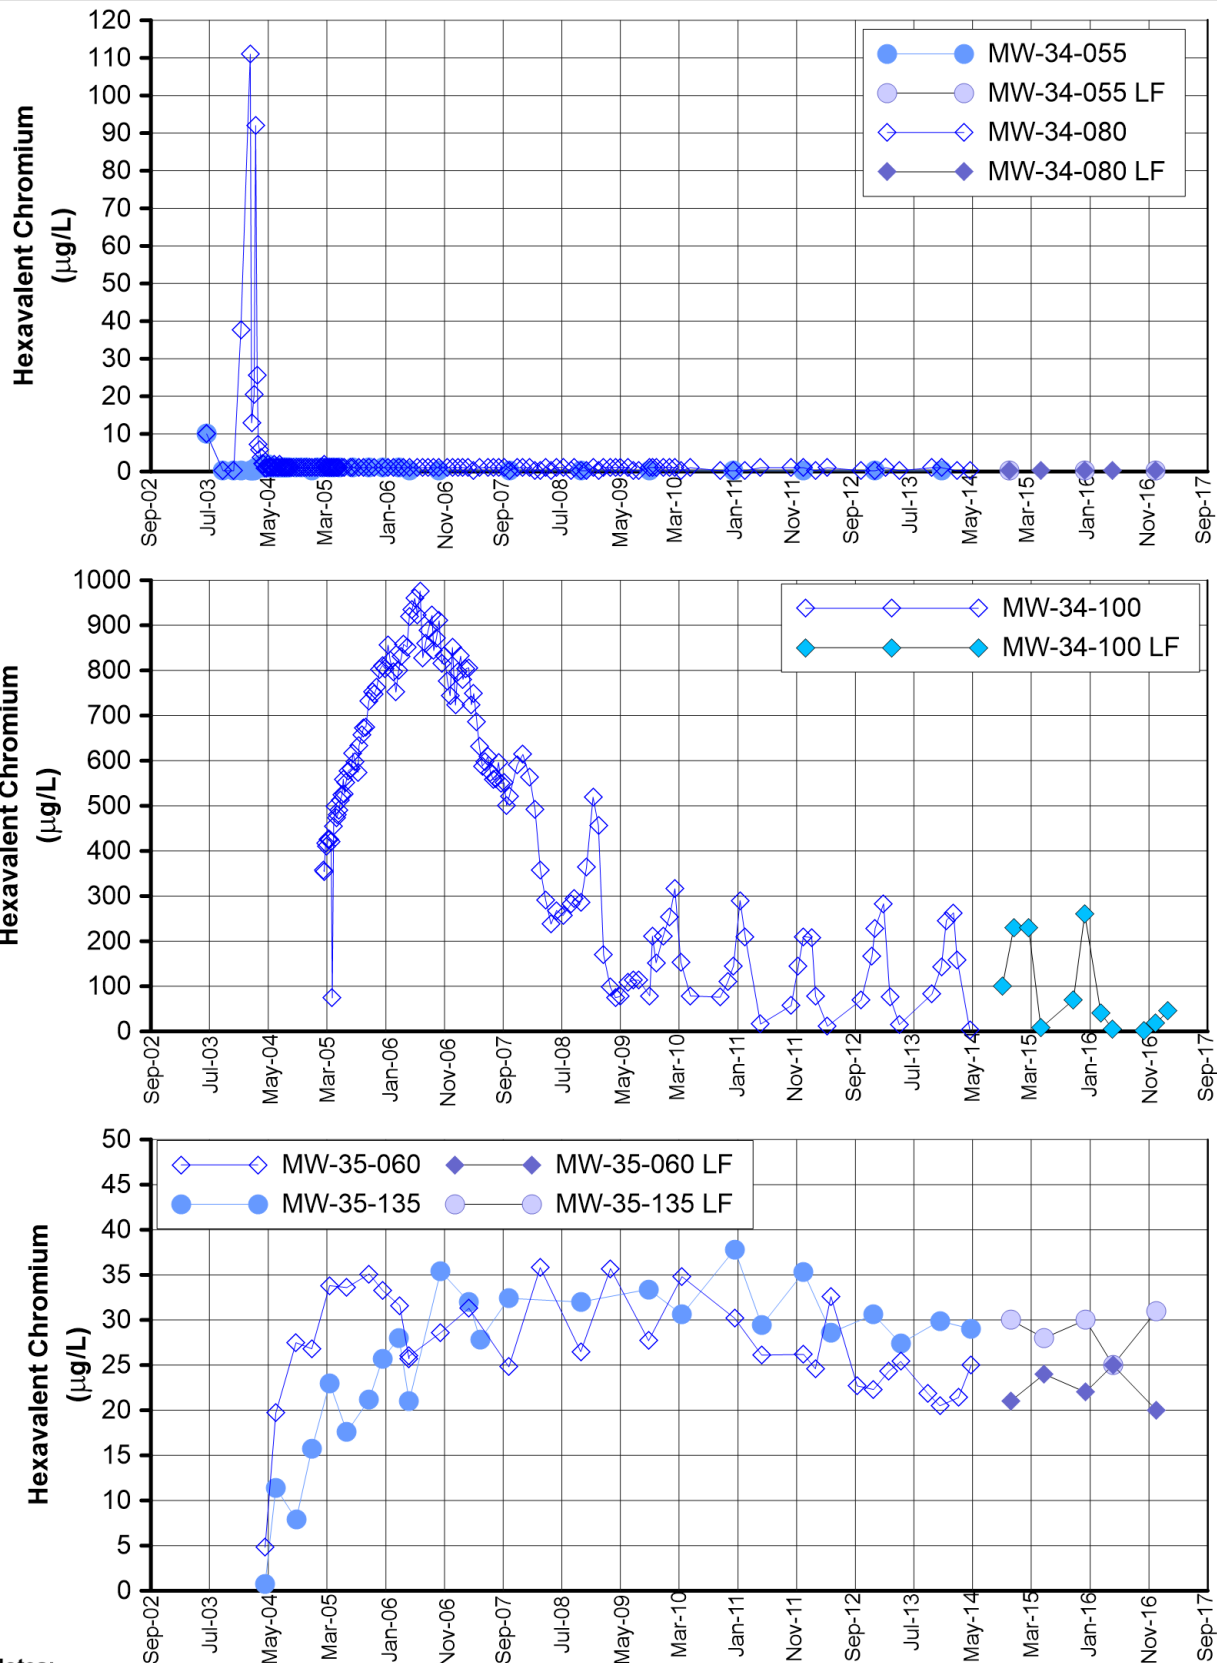 120
110
100
90
80
70
60
50
40
30
20
10
0
Hexavalent Chromium
(µg/L)
MW-34-055
MW-34-055 LF
MW-34-080
MW-34-080 LF
Sep-02
Jul-03
May-04
Mar-05
Jan-06
Nov-06
Sep-07
Jul-08
May-09
Mar-10
Jan-11
Nov-11
Sep-12
Jul-13
May-14
Mar-15
Jan-16
Nov-16
Sep-17
1000
900
800
700
600
500
400
300
200
100
0
Hexavalent Chromium
(µg/L)
MW-34-100
MW-34-100 LF
Sep-02
Jul-03
May-04
Mar-05
Jan-06
Nov-06
Sep-07
Jul-08
May-09
Mar-10
Jan-11
Nov-11
Sep-12
Jul-13
May-14
Mar-15
Jan-16
Nov-16
Sep-17
50
45
40
35
30
25
20
15
10
5
0
Hexavalent Chromium
(µg/L)
MW-35-060 MW-35-060 LF
MW-35-135 MW-35-135 LF
Sep-02
Jul-03
May-04
Mar-05
Jan-06
Nov-06
Sep-07
Jul-08
May-09
Mar-10
Jan-11
Nov-11
Sep-12
Jul-13
May-14
Mar-15
Jan-16
Nov-16
Sep-17